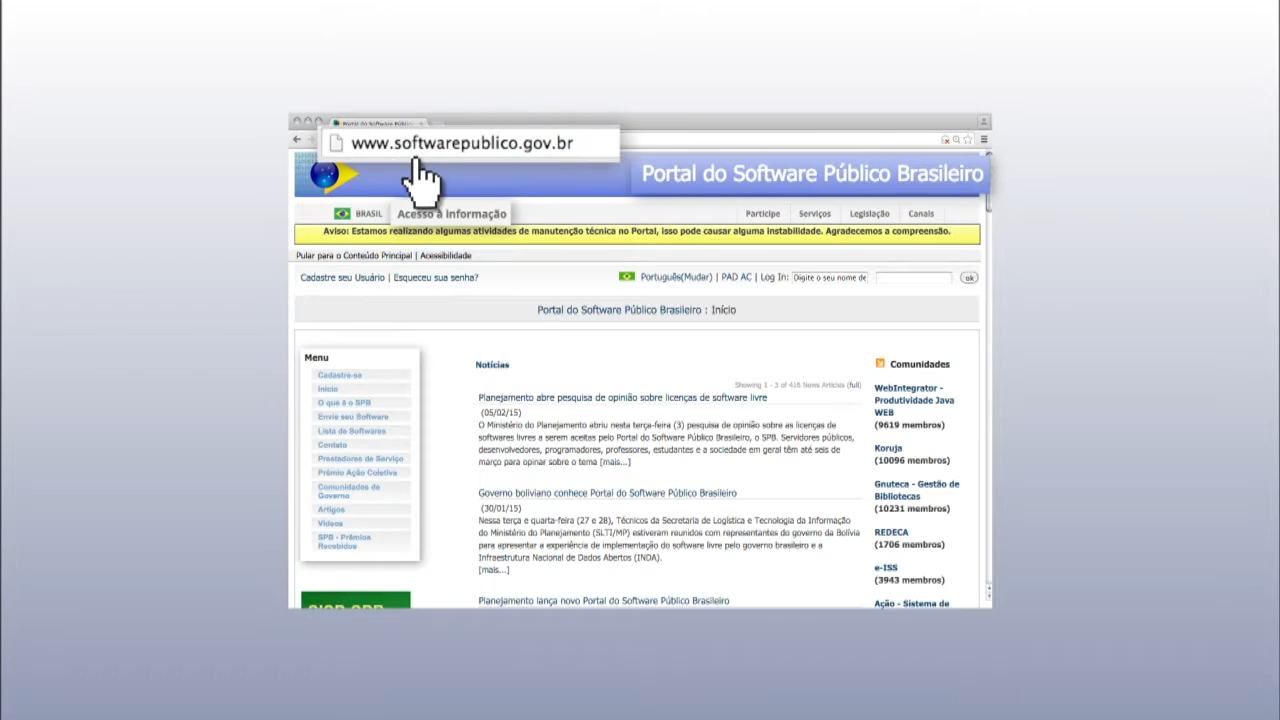 Portal do Software Públic
www.softwarepublico.gov.br
Portal do Software Público Brasileiro
BRASIL Acesso à informação Participe Serviços Legislação Canais
Aviso: Estamos realizando algumas atividades de manutenção técnica no Portal, isso pode causar alguma instabilidade. Agradecemos a compreensão.
Pular para o Conteúdo Principal | Acessibilidade
Cadastre seu Usuário | Esqueceu sua senha? Português(Mudar) | PAD AC | Log In: Digite o seu nome de ok
Portal do Software Público Brasileiro : Início
Menu
Cadastre-se
Início
O que é o SPB
Envie seu Software
Lista de Softwares
Contato
Prestadores de Serviço
Prêmio Ação Coletiva
Comunidades de
Governo
Artigos
Vídeos
SPB - Prêmios
Recebidos
Notícias
Showing 1 - 3 of 416 News Articles (full)
Planejamento abre pesquisa de opinião sobre licenças de software livre
(05/02/15)
O Ministério do Planejamento abriu nesta terça-feira (3) pesquisa de opinião sobre as licenças de
softwares livres a serem aceitas pelo Portal do Software Público Brasileiro, o SPB. Servidores públicos,
desenvolvedores, programadores, professores, estudantes e a sociedade em geral têm até seis de
março para opinar sobre o tema [mais...]
Governo boliviano conhece Portal do Software Público Brasileiro
(30/01/15)
Nessa terça e quarta-feira (27 e 28), Técnicos da Secretaria de Logística e Tecnologia da Informação
do Ministério do Planejamento (SLTI/MP) estiveram reunidos com representantes do governo da Bolívia
para apresentar a experiência de implementação do software livre pelo governo brasileiro e a
Infraestrutura Nacional de Dados Abertos (INDA).
[mais...]
Planejamento lança novo Portal do Software Público Brasileiro
Comunidades
WebIntegrator -
Produtividade Java
WEB
(9619 membros)
Koruja
(10096 membros)
Gnuteca - Gestão de
Bibliotecas
(10231 membros)
REDECA
(1706 membros)
e-ISS
(3943 membros)
Ação - Sistema de